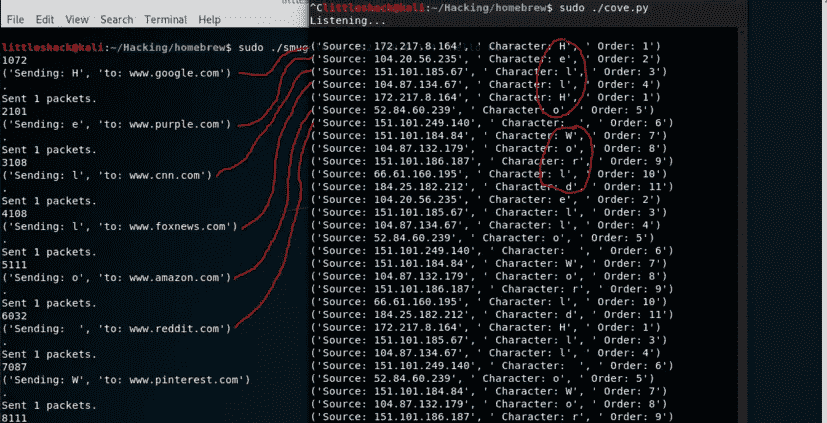 File View
littleshack@kali:~/Hacking/homebrew$ sudo ./smug
1072
('Sending: H', 'to: www.google.com')
.
Sent 1 packets.
2101
('Sending: e', 'to: www.purple.com')
.
Sent 1 packets.
3108
('Sending: l', 'to: www.cnn.com')
.
Sent 1 packets.
4108
('Sending: l', 'to: www.foxnews.com')
.
Sent 1 packets.
5111
('Sending: o', 'to: www.amazon.com')
.
Sent 1 packets.
6032
('Sending:  ', 'to: www.reddit.com')
.
Sent 1 packets.
7087
('Sending: W', 'to: www.pinterest.com')
.
Sent 1 packets.
8111
^Clittleshack@kali:~/Hacking/homebrew$ sudo ./cove.py
Listening...
('Source: 172.217.8.164', ' Character: H', ' Order: 1')
('Source: 104.20.56.235', ' Character: e', ' Order: 2')
('Source: 151.101.185.67', ' Character: l', ' Order: 3')
('Source: 104.87.134.67', ' Character: l', ' Order: 4')
('Source: 172.217.8.164', ' Character: H', ' Order: 1')
('Source: 52.84.60.239', ' Character: o', ' Order: 5')
('Source: 151.101.249.140', ' Character:  ', ' Order: 6')
('Source: 151.101.184.84', ' Character: W', ' Order: 7')
('Source: 104.87.132.179', ' Character: o', ' Order: 8')
('Source: 151.101.186.187', ' Character: r', ' Order: 9')
('Source: 66.61.160.195', ' Character: l', ' Order: 10')
('Source: 184.25.182.212', ' Character: d', ' Order: 11')
('Source: 104.20.56.235', ' Character: e', ' Order: 2')
('Source: 151.101.185.67', ' Character: l', ' Order: 3')
('Source: 104.87.134.67', ' Character: l', ' Order: 4')
('Source: 52.84.60.239', ' Character: o', ' Order: 5')
('Source: 151.101.249.140', ' Character:  ', ' Order: 6')
('Source: 151.101.184.84', ' Character: W', ' Order: 7')
('Source: 104.87.132.179', ' Character: o', ' Order: 8')
('Source: 151.101.186.187', ' Character: r', ' Order: 9')
('Source: 66.61.160.195', ' Character: l', ' Order: 10')
('Source: 184.25.182.212', ' Character: d', ' Order: 11')
('Source: 172.217.8.164', ' Character: H', ' Order: 1')
('Source: 151.101.185.67', ' Character: l', ' Order: 3')
('Source: 104.87.134.67', ' Character: l', ' Order: 4')
('Source: 151.101.249.140', ' Character:  ', ' Order: 6')
('Source: 52.84.60.239', ' Character: o', ' Order: 5')
('Source: 151.101.184.84', ' Character: W', ' Order: 7')
('Source: 104.87.132.179', ' Character: o', ' Order: 8')
('Source: 151.101.186.187', ' Character: r', ' Order: 9')